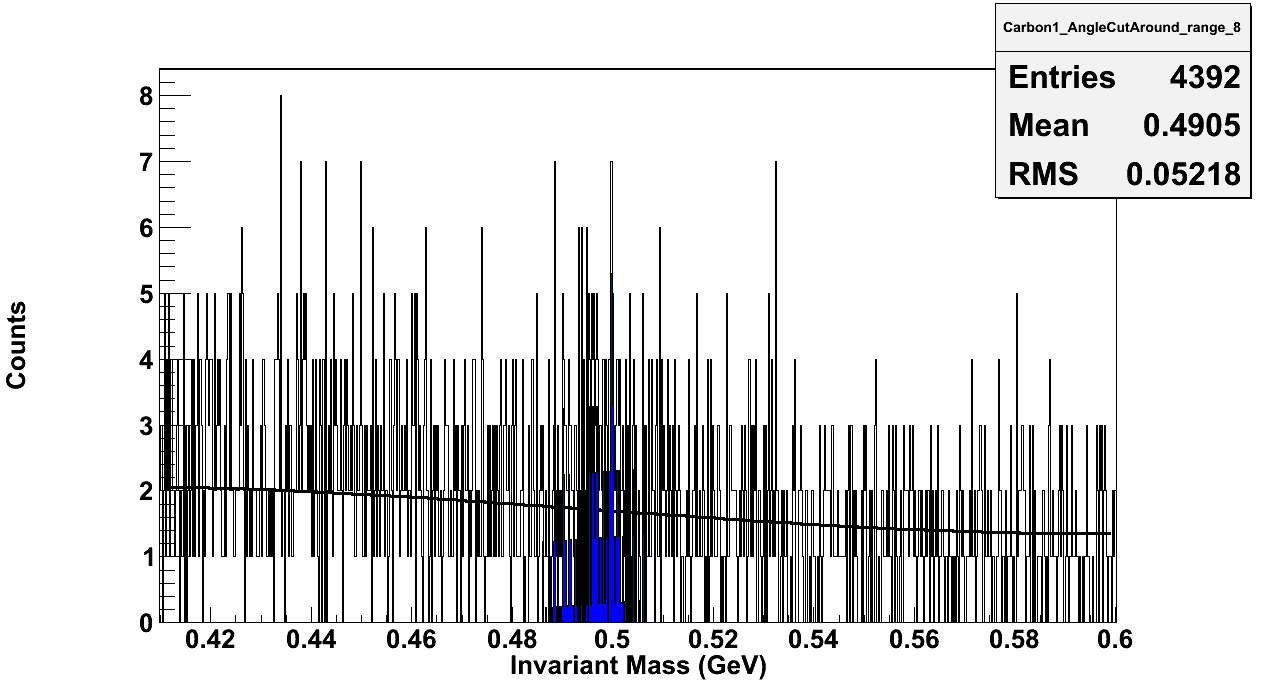 Carbon1_AngleCutAround_range_8
Entries 4392
Mean 0.4905
RMS 0.05218
8
7
6
5
4
3
2
1
0
Counts
0.42 0.44 0.46 0.48 0.5 0.52 0.54 0.56 0.58 0.6
Invariant Mass (GeV)